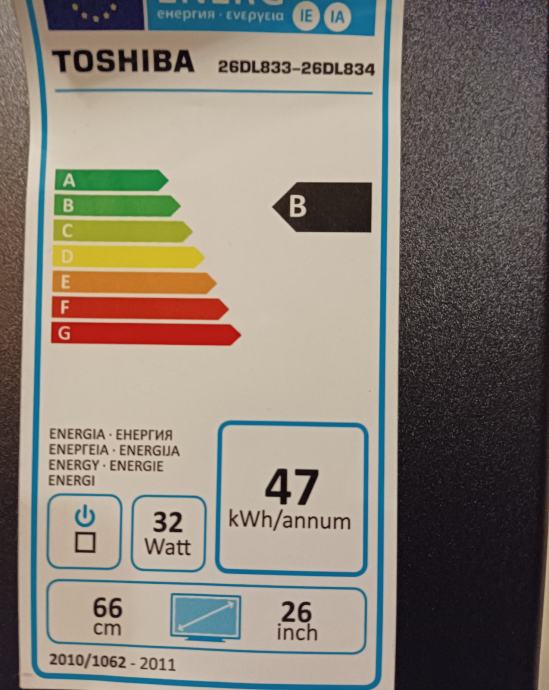 ENERG
енергия · ενεργεια IE IA
TOSHIBA 26DL833-26DL834
A
B
B
C
D
E
F
G
ENERGIA · ЕНЕРГИЯ
ΕΝΕΡΓΕΙΑ · ENERGIJA
ENERGY · ENERGIE
ENERGI
47
kWh/annum
32
Watt
66
cm
26
inch
2010/1062 - 2011